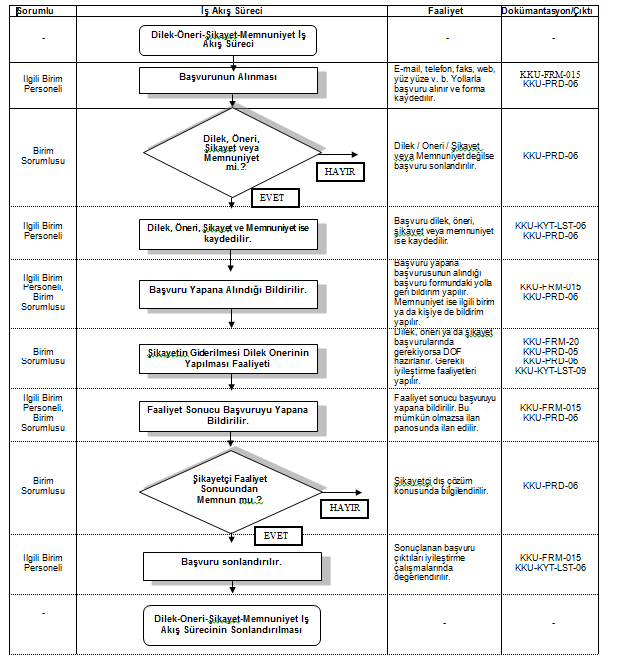 Sorumlu
İş Akış Süreci
Faaliyet
Dokümantasyon/Çıktı
-
Dilek-Öneri-Şikayet-Memnuniyet İş
Akış Süreci
-
-
İlgili Birim
Personeli
Başvurunun Alınması
E-mail, telefon, faks, web,
yüz yüze v. b. Yollarla
başvuru alınır ve forma
kaydedilir.
KKU-FRM-015
KKU-PRD-06
Birim
Sorumlusu
Dilek, Öneri,
Şikayet veya
Memnuniyet
mi.?
HAYIR
EVET
Dilek / Oneri / Şikayet
veya Memnuniyet değilse
başvuru sonlandırılır.
KKU-PRD-06
İlgili Birim
Personeli
Dilek, Öneri, Şikayet ve Memnuniyet ise
kaydedilir.
Başvuru dilek, öneri,
şikayet veya memnuniyet
ise kaydedilir.
KKU-KYT-LST-06
KKU-PRD-06
İlgili Birim
Personeli,
Birim
Sorumlusu
Başvuru Yapana Alındığı Bildirilir.
Başvuru yapana
başvurusunun alındığı
başvuru formundaki yolla
geri bildirim yapılır.
Memnuniyet ise ilgili birim
ya da kişiye de bildirim
yapılır.
KKU-FRM-015
KKU-PRD-06
Birim
Sorumlusu
Şikayetin Giderilmesi Dilek Onerinin
Yapılması Faaliyeti
Dilek, öneri ya da şikayet
başvurularında
gerekiyorsa DOF
hazırlanır. Gerekli
iyileştirme faaliyetleri
yapılır.
KKU-FRM-20
KKU-PRD-05
KKU-PRD-06
KKU-KYT-LST-09
İlgili Birim
Personeli,
Birim
Sorumlusu
Faaliyet Sonucu Başvuruyu Yapana
Bildirilir.
Faaliyet sonucu başvuruyu
yapana bildirilir. Bu
mümkün olmazsa ilan
panosunda ilan edilir.
KKU-FRM-015
KKU-PRD-06
Birim
Sorumlusu
Şikayetçi Faaliyet
Sonucundan
Memnun mu.?
HAYIR
EVET
Şikayetçi dış çözüm
konusunda bilgilendirilir.
KKU-PRD-06
İlgili Birim
Personeli
Başvuru sonlandırılır.
Sonuçlanan başvuru
çıktıları iyileştirme
çalışmalarında
değerlendirilir.
KKU-FRM-015
KKU-KYT-LST-06
-
Dilek-Oneri-Şikayet-Memnuniyet İş
Akış Sürecinin Sonlandırılması
-
-